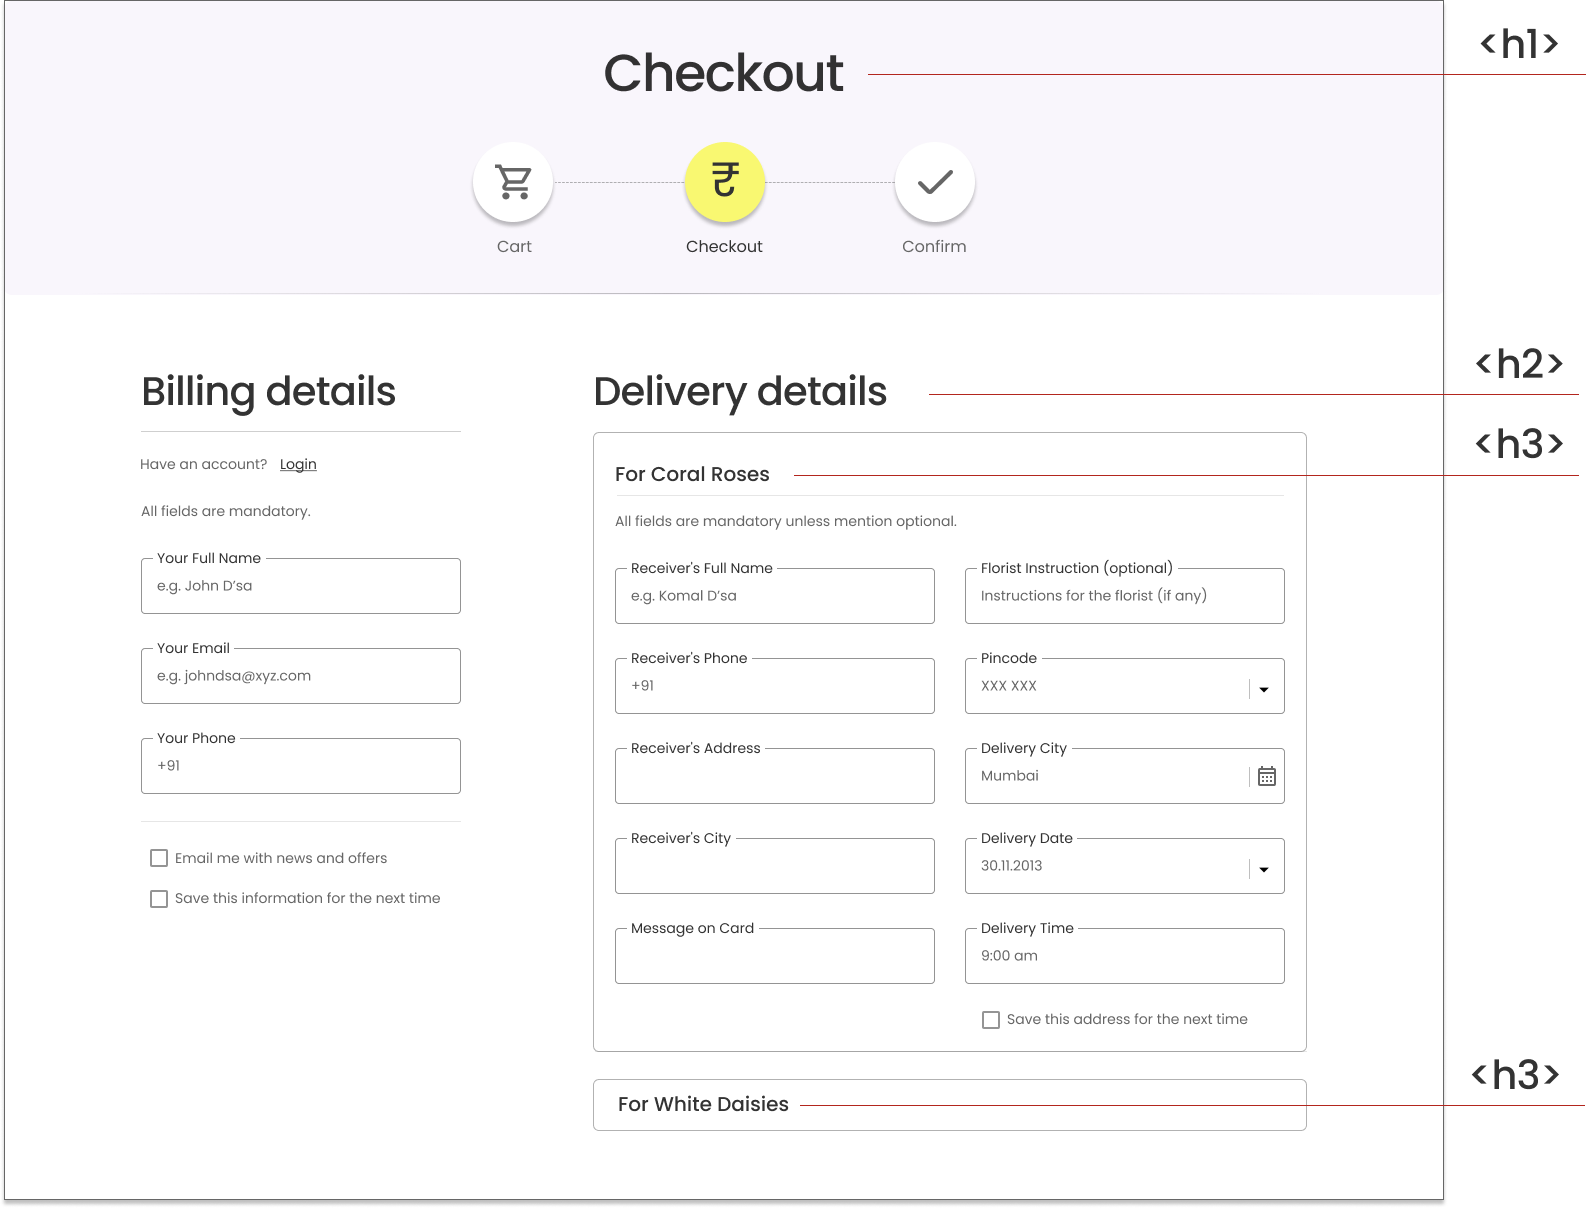 Checkout
<h1>
₹
Cart
Checkout
Confirm
<h2>
Billing details
Delivery details
<h3>
Have an account? Login
All fields are mandatory.
Your Full Name
e.g. John D’sa
Your Email
e.g. johndsa@xyz.com
Your Phone
+91
Email me with news and offers
Save this information for the next time
For Coral Roses
All fields are mandatory unless mention optional.
Receiver's Full Name
e.g. Komal D’sa
Florist Instruction (optional)
Instructions for the florist (if any)
Receiver's Phone
+91
Pincode
XXX XXX
Receiver's Address
Delivery City
Mumbai
Receiver's City
Delivery Date
30.11.2013
Message on Card
Delivery Time
9:00 am
Save this address for the next time
<h3>
For White Daisies